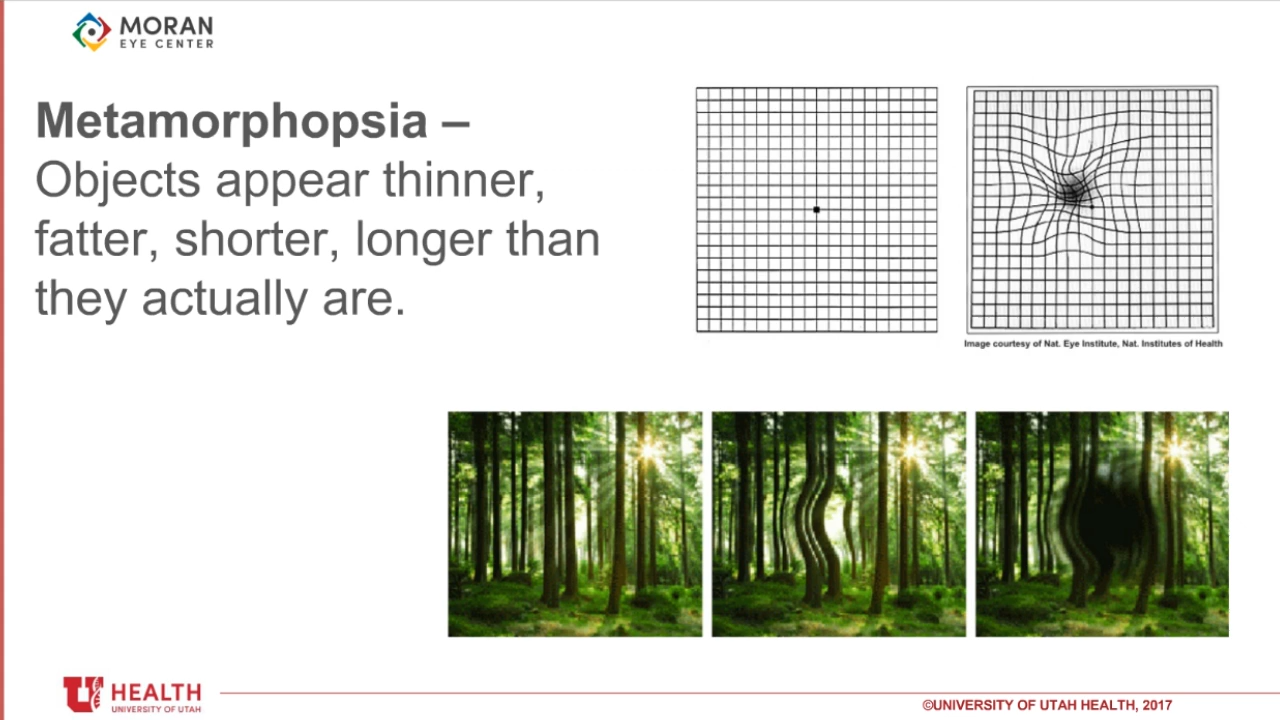 MORAN
EYE CENTER
Metamorphopsia –
Objects appear thinner,
fatter, shorter, longer than
they actually are.
Image courtesy of Nat. Eye Institute, Nat. Institutes of Health
U HEALTH
UNIVERSITY OF UTAH
©UNIVERSITY OF UTAH HEALTH, 2017